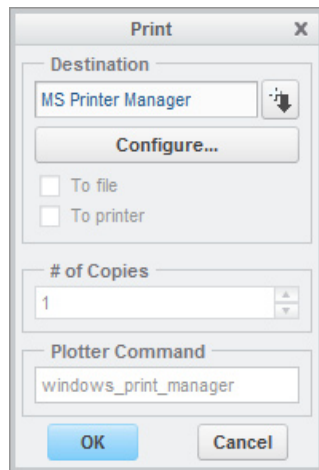 Print
Destination
MS Printer Manager
Configure...
To file
To printer
# of Copies
1
Plotter Command
windows_print_manager
OK Cancel